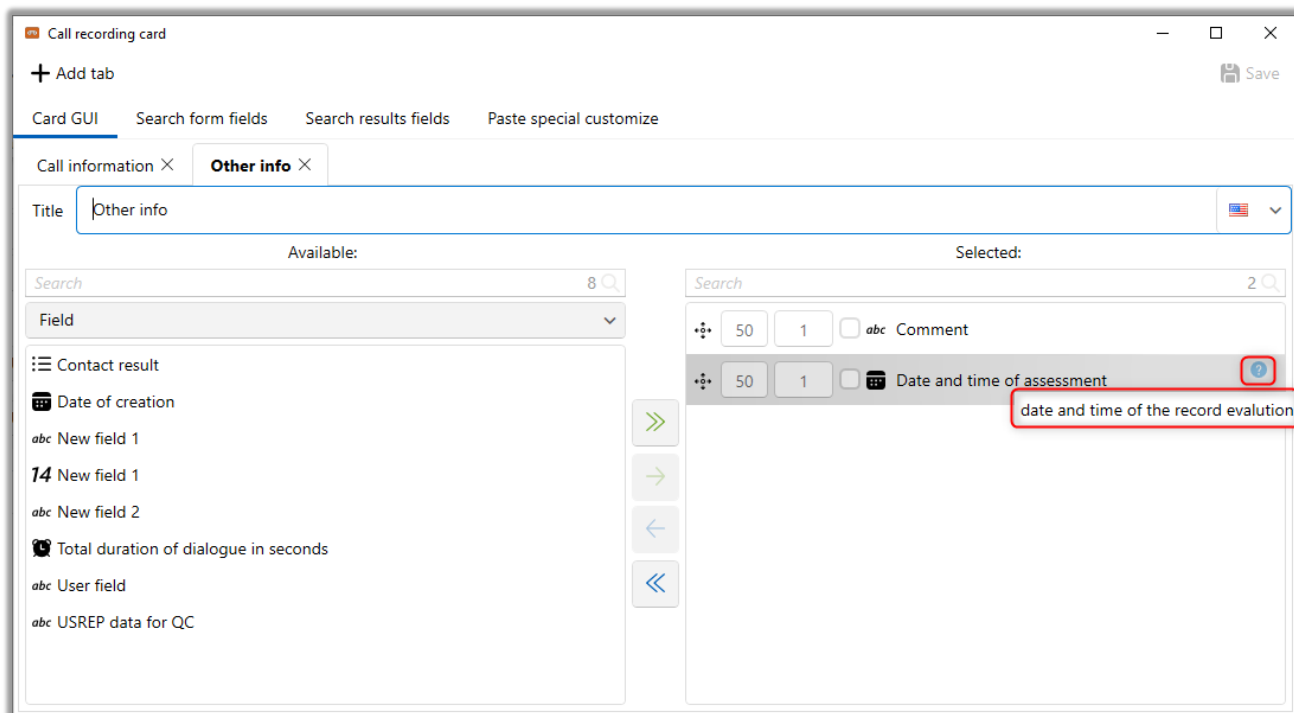 Call recording card
Add tab
Save
Card GUI Search form fields Search results fields Paste special customize
Call information Other info
Title Other info
Available: Selected:
Search 8 Search 2
Field
50 1 abc Comment
Contact result
50 1 Date and time of assessment ?
Date of creation
date and time of the record evalution
abc New field 1
14 New field 1
abc New field 2
Total duration of dialogue in seconds
abc User field
abc USREP data for QC